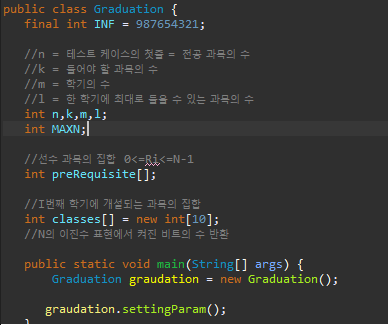 public class Graduation {
final int INF = 987654321;
//n = 테스트 케이스의 첫줄 = 전공 과목의 수
//k = 들어야 할 과목의 수
//m = 학기의 수
//l = 한 학기에 최대로 들을 수 있는 과목의 수
int n,k,m,l;
int MAXN;
//선수 과목의 집합 0<=Ri<=N-1
int preRequisite[];
//I번째 학기에 개설되는 과목의 집합
int classes[] = new int[10];
//N의 이진수 표현에서 켜진 비트의 수 반환
public static void main(String[] args) {
Graduation graudation = new Graduation();
graudation.settingParam();